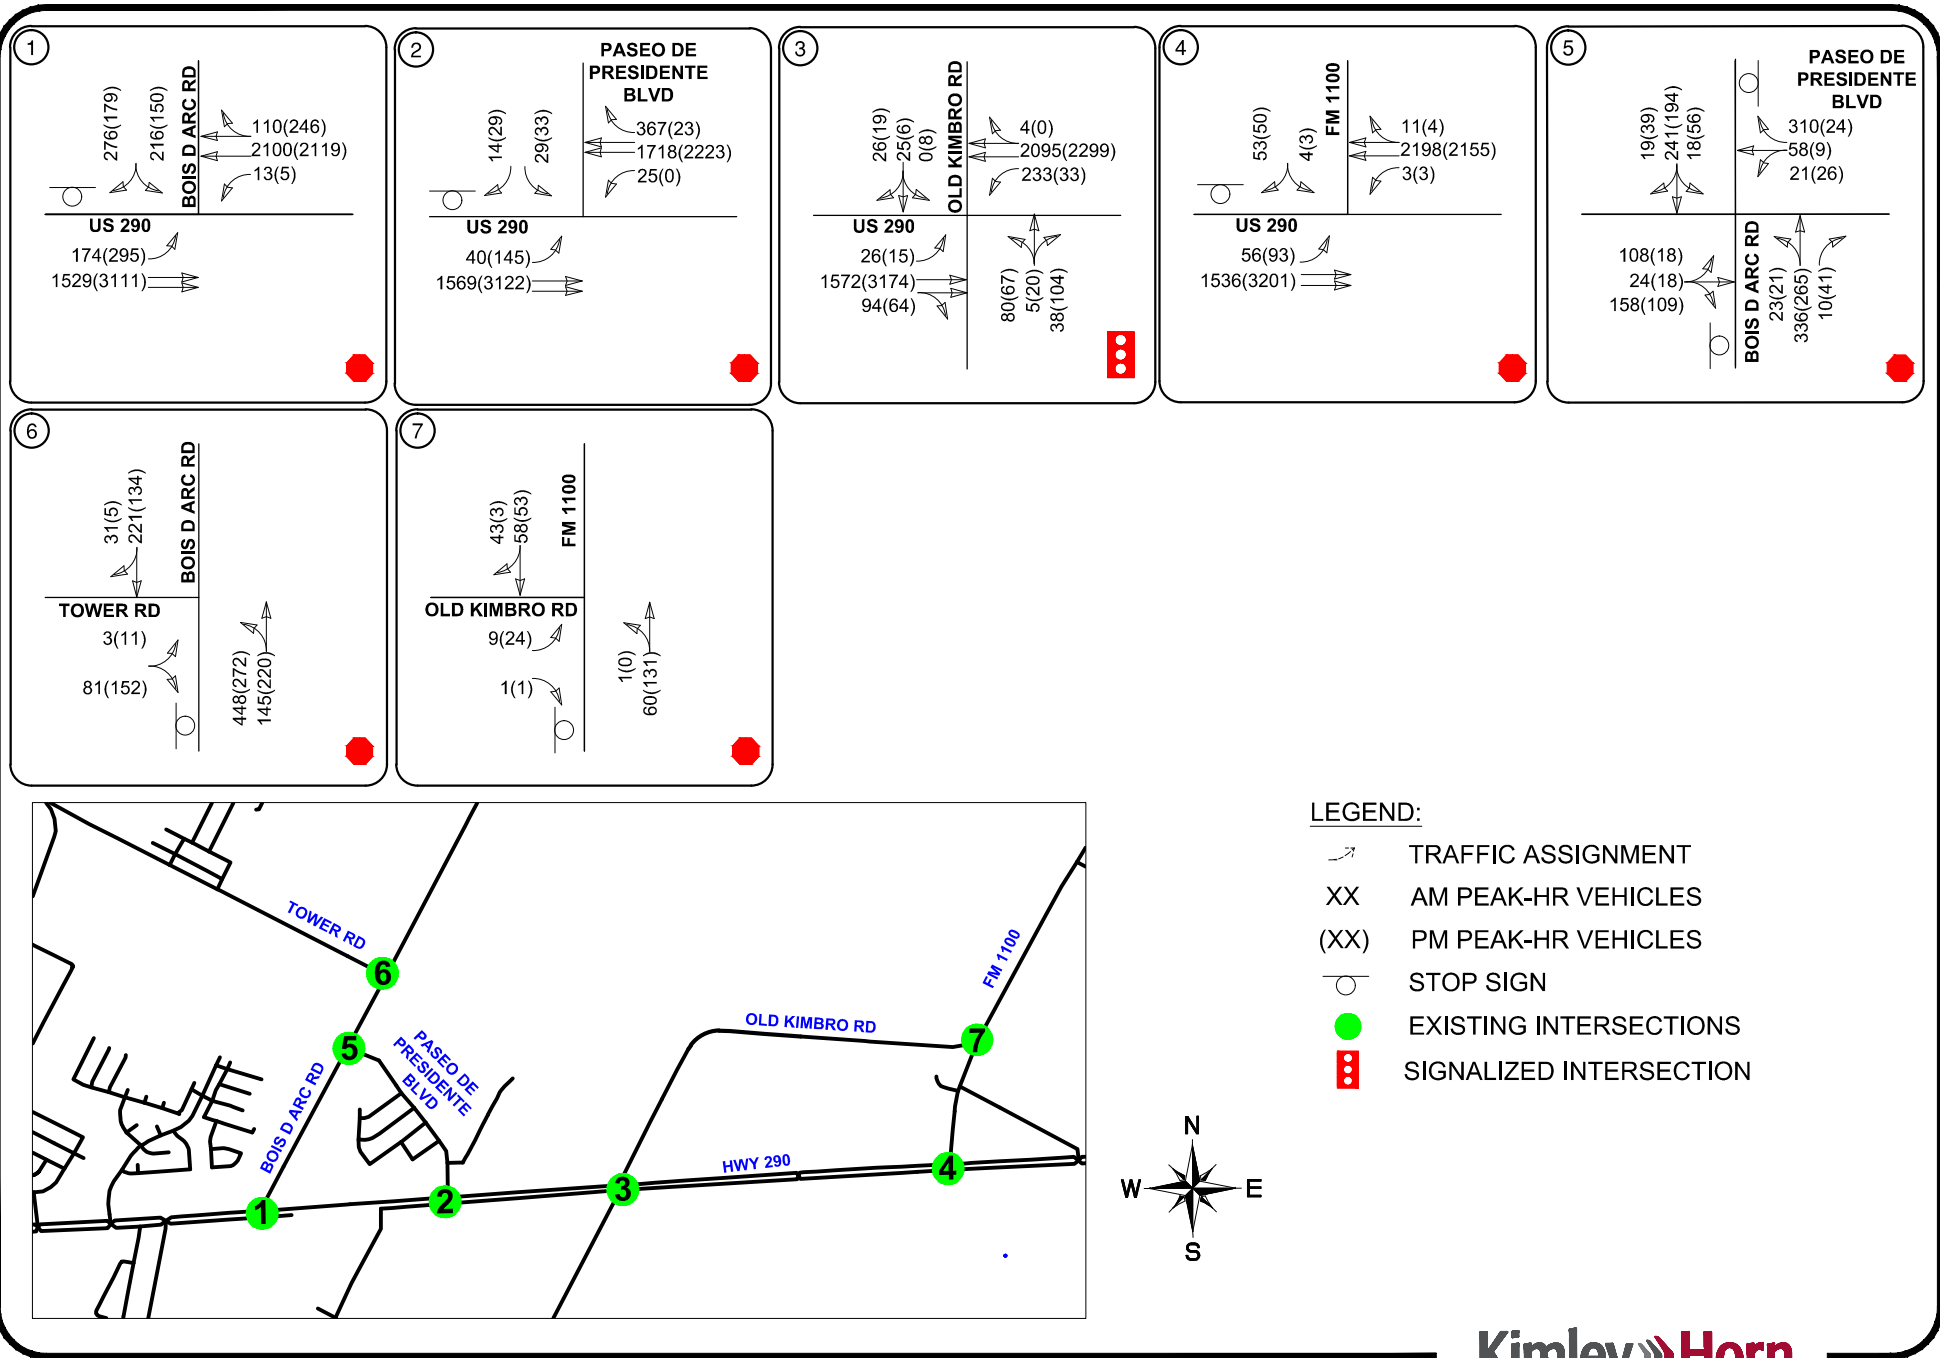 1
276(179)
216(150)
BOIS D ARC RD
110(246)
2100(2119)
13(5)
US 290
174(295)
1529(3111)
2
PASEO DE
PRESIDENTE
BLVD
14(29)
29(33)
367(23)
1718(2223)
25(0)
US 290
40(145)
1569(3122)
3
26(19)
25(6)
0(8)
OLD KIMBRO RD
4(0)
2095(2299)
233(33)
US 290
26(15)
1572(3174)
94(64)
80(67)
5(20)
38(104)
4
53(50)
4(3)
FM 1100
11(4)
2198(2155)
3(3)
US 290
56(93)
1536(3201)
5
PASEO DE
PRESIDENTE
BLVD
19(39)
241(194)
18(56)
310(24)
58(9)
21(26)
108(18)
24(18)
158(109)
BOIS D ARC RD
23(21)
336(265)
10(41)
6
31(5)
221(134)
BOIS D ARC RD
TOWER RD
3(11)
81(152)
448(272)
145(220)
7
43(3)
58(53)
FM 1100
OLD KIMBRO RD
9(24)
1(1)
1(0)
60(131)
TOWER RD
6
5
PASEO DE
PRESIDENTE
BLVD
BOIS D ARC RD
OLD KIMBRO RD
FM 1100
7
HWY 290
1
2
3
4
N
W
E
S
LEGEND:
TRAFFIC ASSIGNMENT
XX AM PEAK-HR VEHICLES
(XX) PM PEAK-HR VEHICLES
STOP SIGN
EXISTING INTERSECTIONS
SIGNALIZED INTERSECTION
Kimley Horn